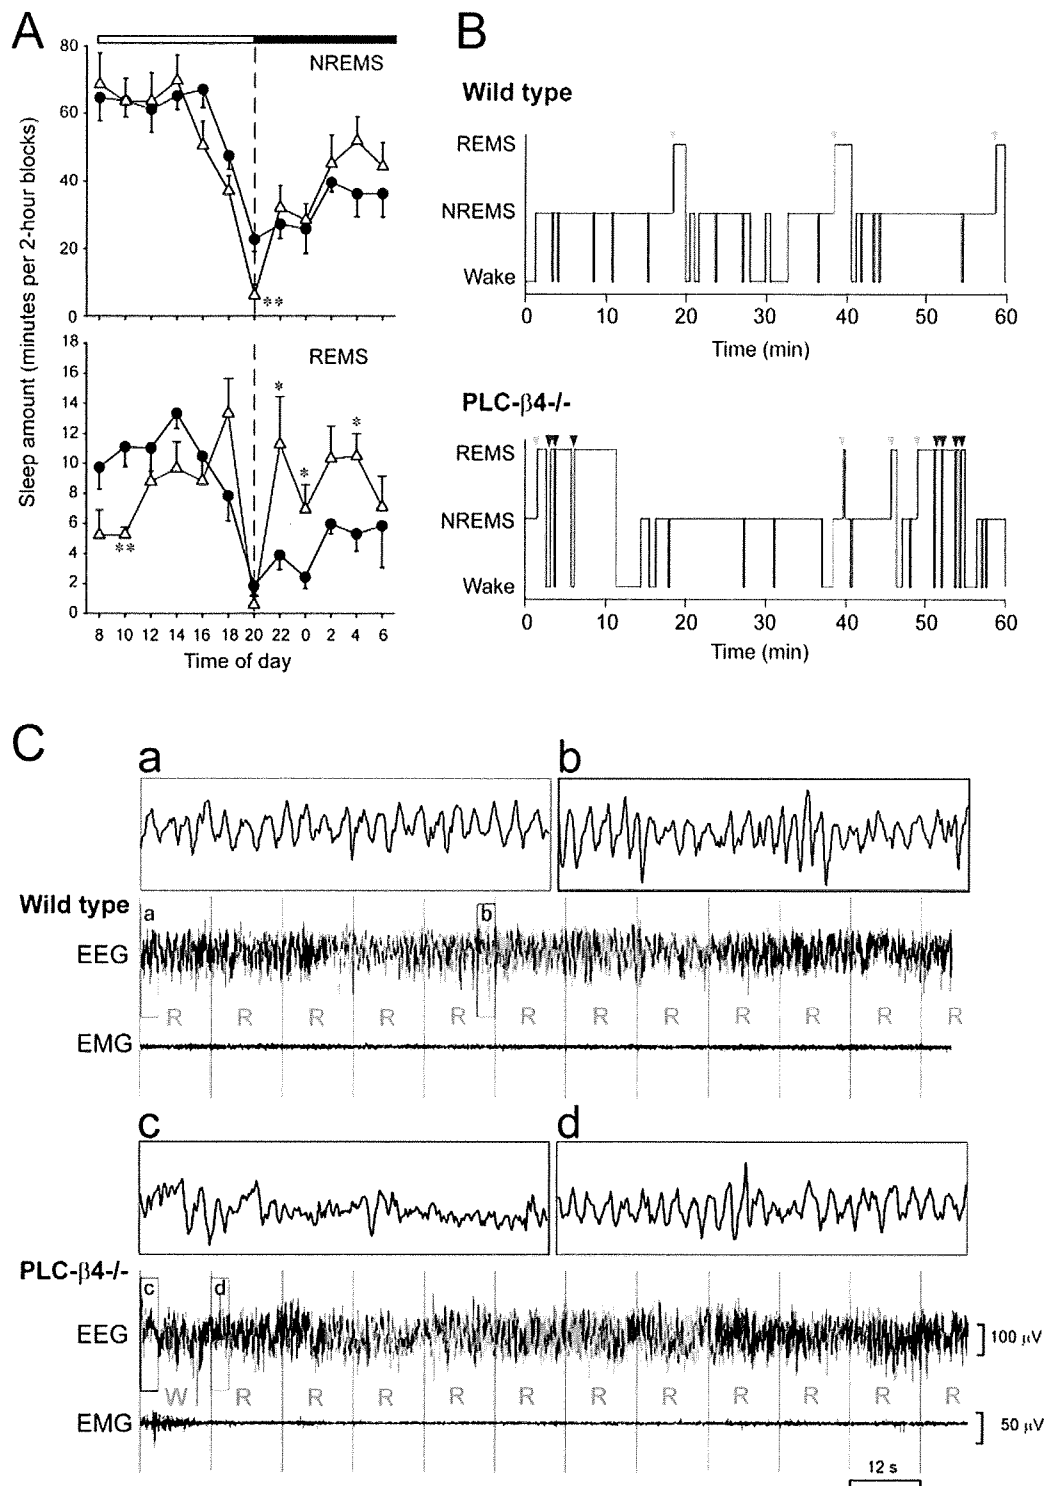 A
B
80
60
40
20
0
NREMS
**
Sleep amount (minutes per 2-hour blocks)
18
16
14
12
10
8
6
4
2
0
REMS
**
*
*
*
8 10 12 14 16 18 20 22 0 2 4 6
Time of day
Wild type
REMS
NREMS
Wake
0 10 20 30 40 50 60
Time (min)
PLC-β4-/-
REMS
NREMS
Wake
0 10 20 30 40 50 60
Time (min)
C
a b
Wild type
a b
EEG
R R R R R R R R R R R R
EMG
c d
PLC-β4-/-
c d
EEG
100 μV
W R R R R R R R R R R R
EMG
50 μV
12 s